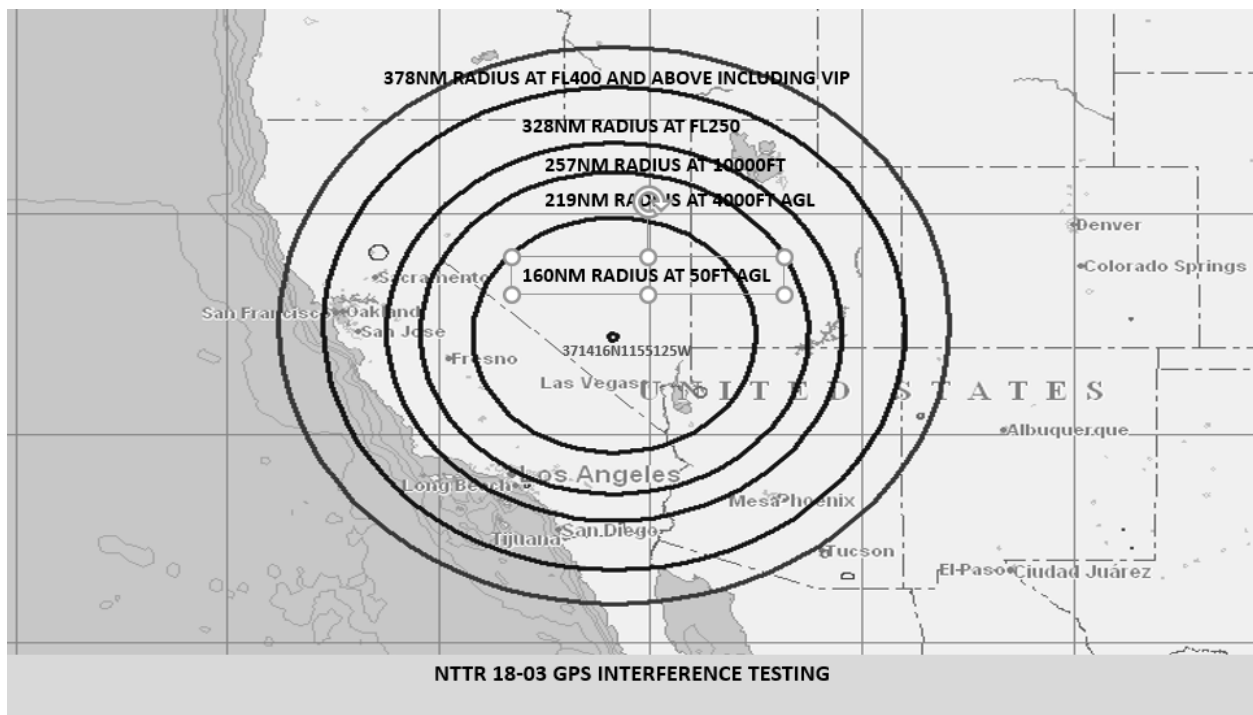 378NM RADIUS AT FL400 AND ABOVE INCLUDING VIP
328NM RADIUS AT FL250
257NM RADIUS AT 10000FT
219NM RADIUS AT 4000FT AGL
Denver
160NM RADIUS AT 50FT AGL
Colorado Springs
Sacramento
San Francisco
Oakland
San Jose
371416N1155125W
Fresno
Las Vegas
UNITED STATES
Albuquerque
Los Angeles
Long Beach
Mesa
Phoenix
San Diego
Tijuana
Tucson
El Paso
Ciudad Juárez
NTTR 18-03 GPS INTERFERENCE TESTING